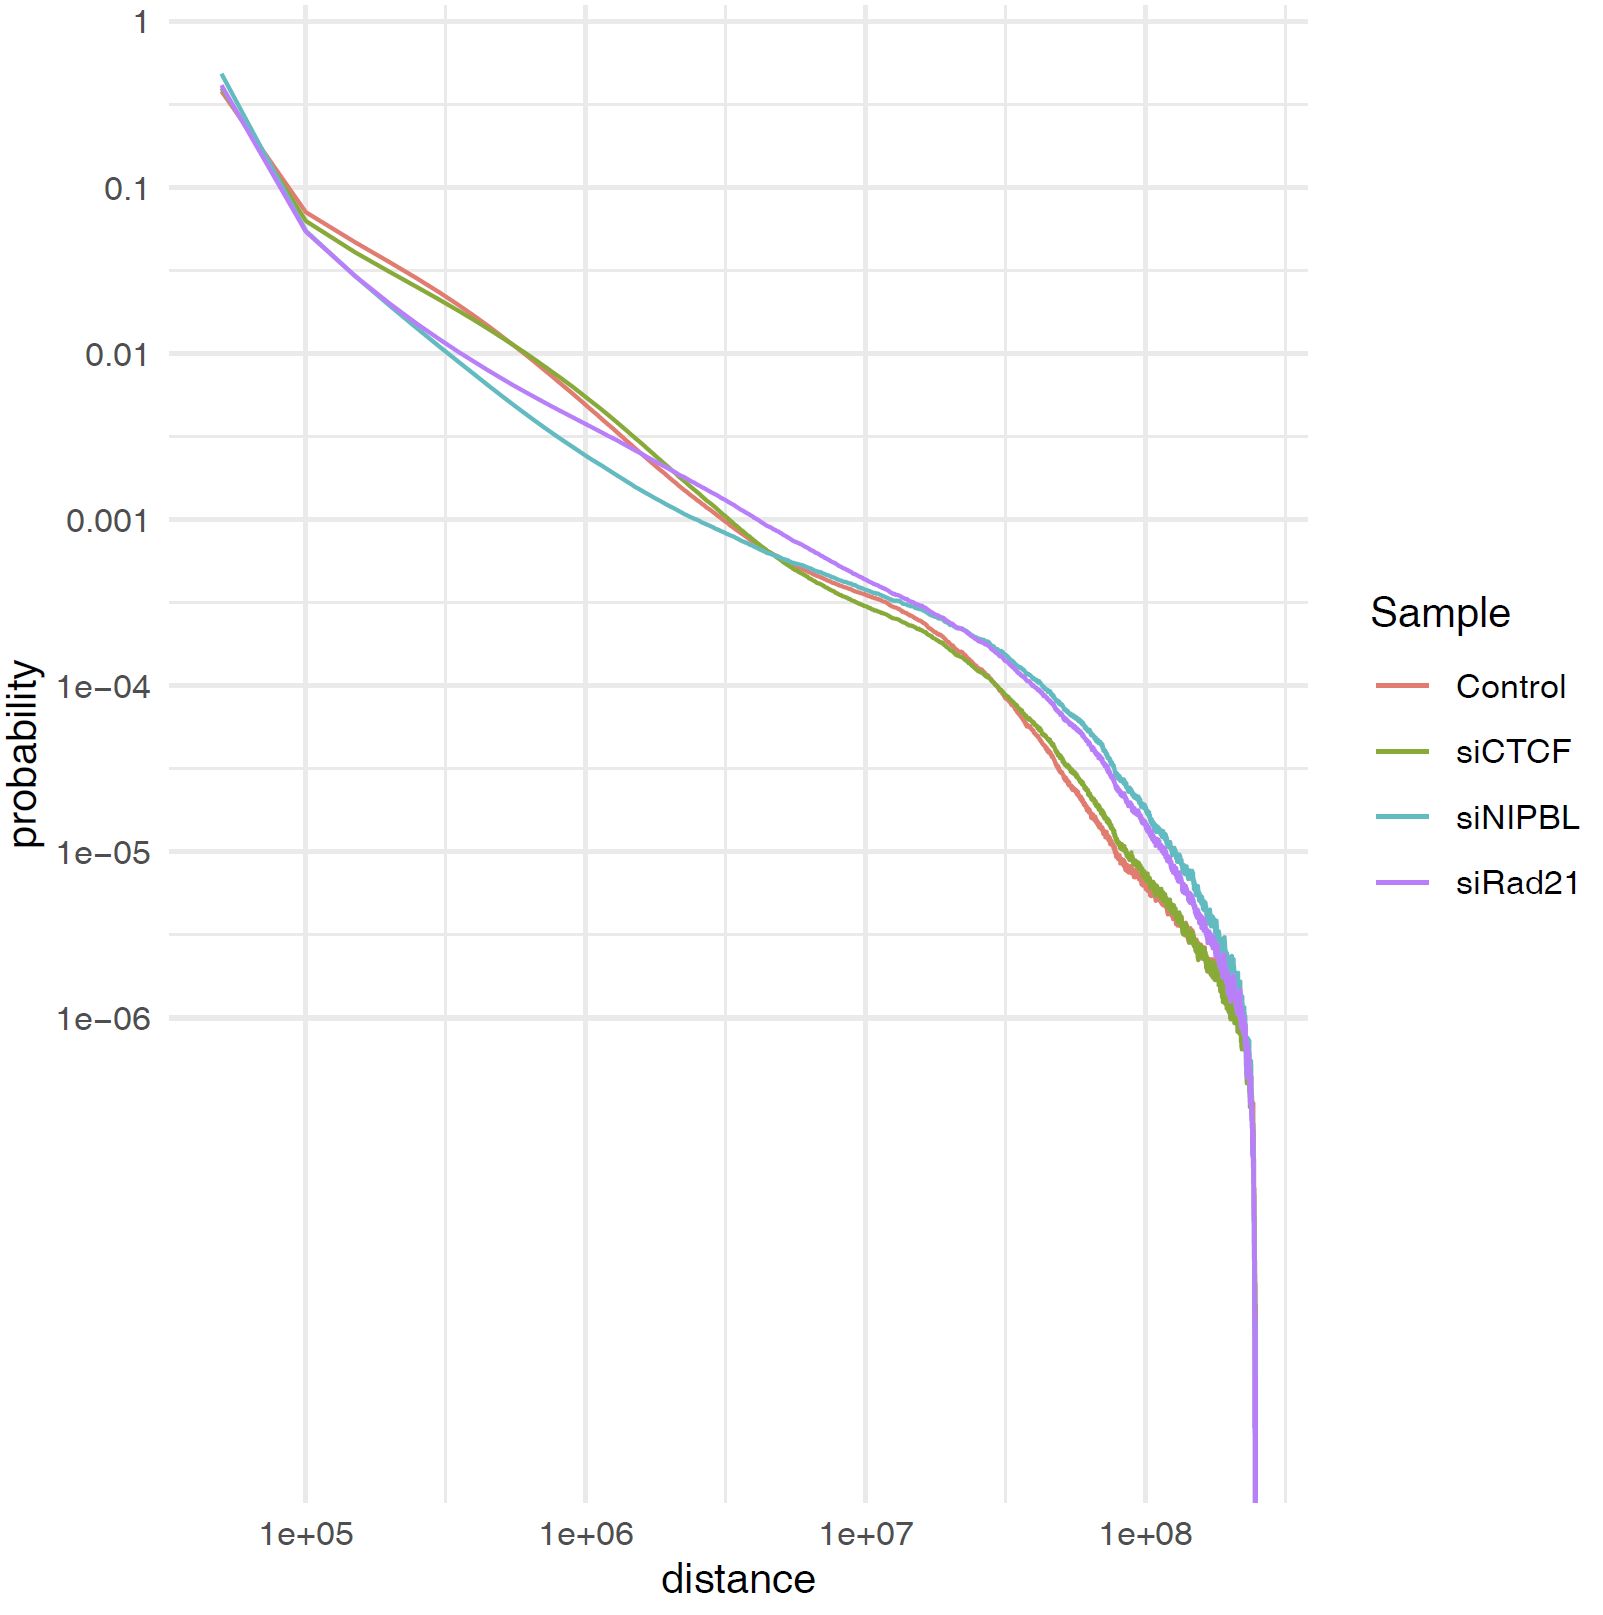 1
0.1
0.01
0.001
1e−04
1e−05
1e−06
probability
1e+05 1e+06 1e+07 1e+08
distance
Sample
Control
siCTCF
siNIPBL
siRad21